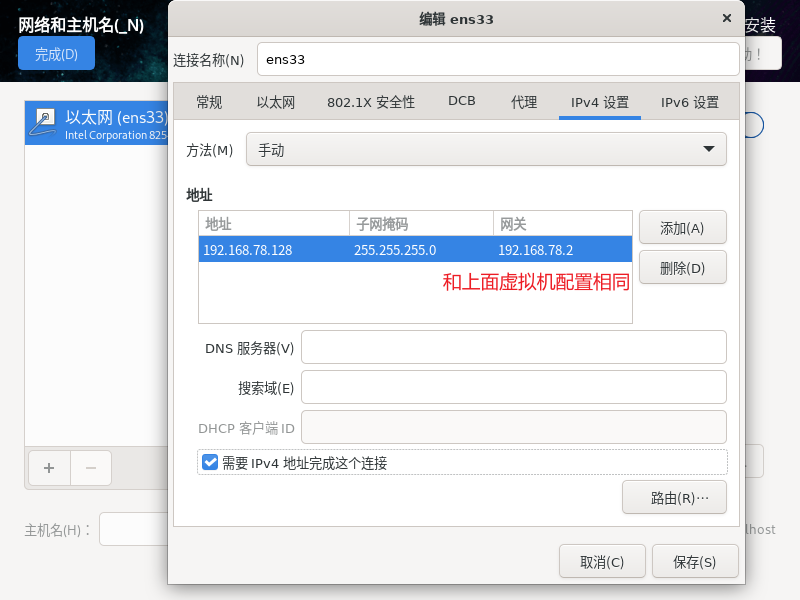 网络和主机名(_N)
安装
完成(D)
动！
以太网 (ens33)
Intel Corporation 8254
编辑 ens33
连接名称(N)
ens33
常规
以太网
802.1X 安全性
DCB
代理
IPv4 设置
IPv6 设置
方法(M)
手动
地址
地址
子网掩码
网关
192.168.78.128
255.255.255.0
192.168.78.2
添加(A)
删除(D)
和上面虚拟机配置相同
DNS 服务器(V)
搜索域(E)
DHCP 客户端 ID
需要 IPv4 地址完成这个连接
路由(R)…
主机名(H)：
lhost
取消(C)
保存(S)